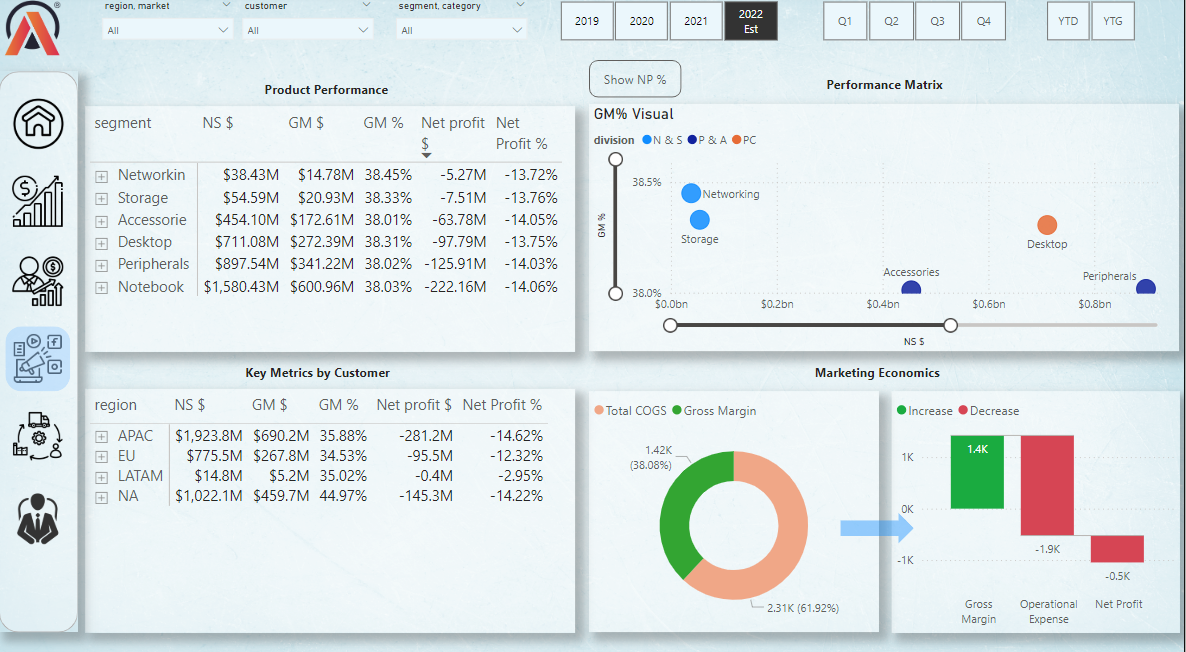 region, market
customer
segment, category
All
All
All
2019
2020
2021
2022
Est
Q1
Q2
Q3
Q4
YTD
YTG
Product Performance
segment NS $ GM $ GM % Net profit $ Net Profit %
Networkin $38.43M $14.78M 38.45% -5.27M -13.72%
Storage $54.59M $20.93M 38.33% -7.51M -13.76%
Accessorie $454.10M $172.61M 38.01% -63.78M -14.05%
Desktop $711.08M $272.39M 38.31% -97.79M -13.75%
Peripherals $897.54M $341.22M 38.02% -125.91M -14.03%
Notebook $1,580.43M $600.96M 38.03% -222.16M -14.06%
Show NP %
Performance Matrix
GM% Visual
division N & S P & A PC
GM %
38.5%
38.0%
Networking
Storage
Desktop
Accessories
Peripherals
$0.0bn $0.2bn $0.4bn $0.6bn $0.8bn
NS $
Key Metrics by Customer
region NS $ GM $ GM % Net profit $ Net Profit %
APAC $1,923.8M $690.2M 35.88% -281.2M -14.62%
EU $775.5M $267.8M 34.53% -95.5M -12.32%
LATAM $14.8M $5.2M 35.02% -0.4M -2.95%
NA $1,022.1M $459.7M 44.97% -145.3M -14.22%
Marketing Economics
Total COGS Gross Margin
1.42K
(38.08%)
2.31K (61.92%)
Increase Decrease
1K
0K
-1K
1.4K
-1.9K
-0.5K
Gross
Margin
Operational
Expense
Net Profit